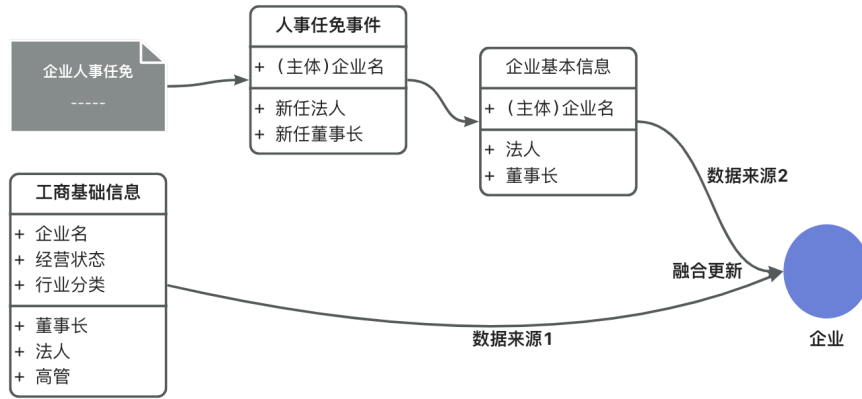 企业人事任免
-----
人事任免事件
+ (主体)企业名
+ 新任法人
+ 新任董事长
企业基本信息
+ (主体)企业名
+ 法人
+ 董事长
工商基础信息
+ 企业名
+ 经营状态
+ 行业分类
+ 董事长
+ 法人
+ 高管
数据来源2
融合更新
数据来源1
企业